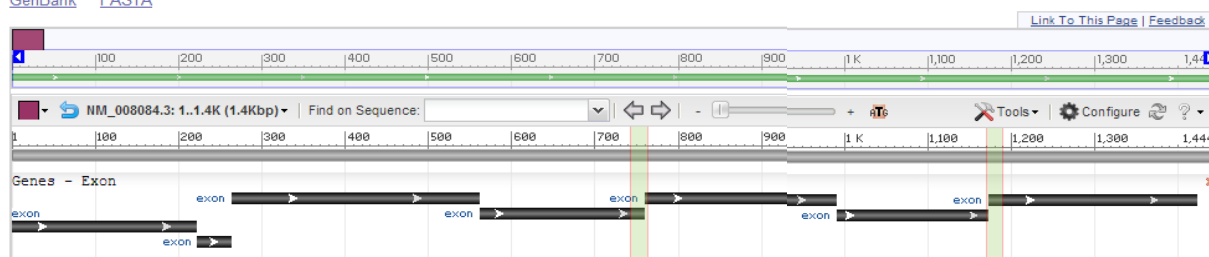 GenBank FASTA
Link To This Page | Feedback
100 200 300 400 500 600 700 800 900 1 K 1,100 1,200 1,300 1,44
NM_008084.3: 1..1.4K (1.4Kbp) Find on Sequence: - + ATG Tools Configure ?
1 100 200 300 400 500 600 700 800 900 1 K 1,100 1,200 1,300 1,444
Genes - Exon
exon exon exon
exon exon exon
exon